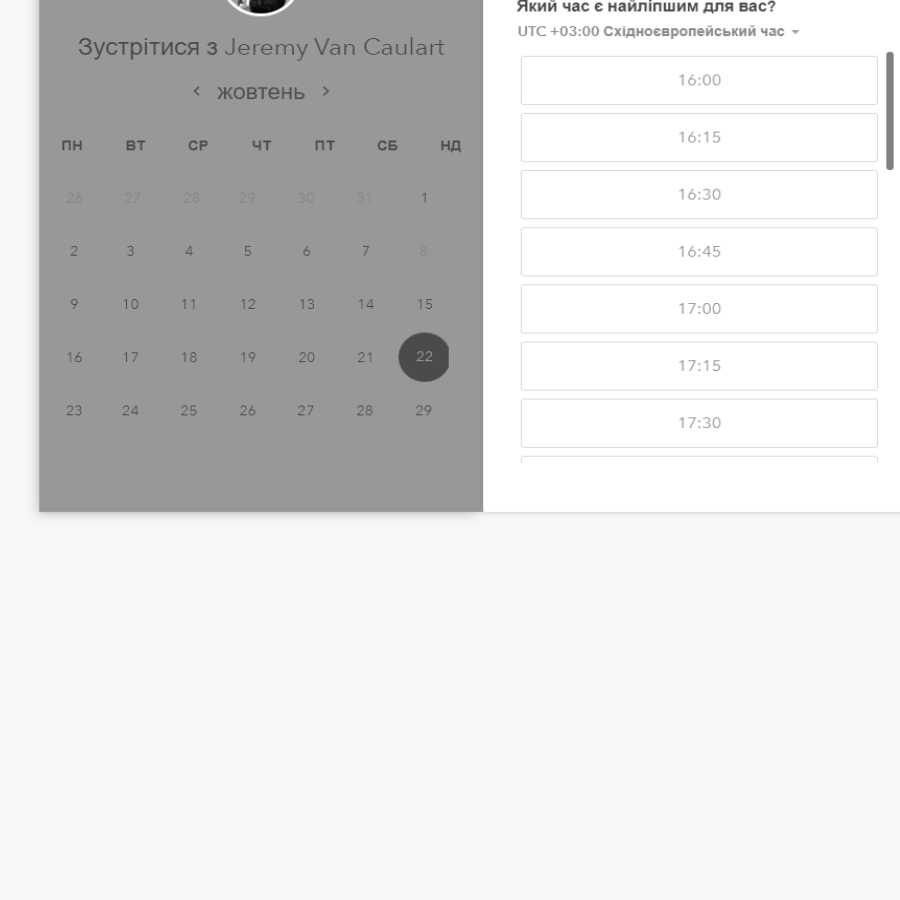 Зустрітися з Jeremy Van Caulart
жовтень
ПН ВТ СР ЧТ ПТ СБ НД
26 27 28 29 30 31 1
2 3 4 5 6 7 8
9 10 11 12 13 14 15
16 17 18 19 20 21 22
23 24 25 26 27 28 29
Який час є найліпшим для вас?
UTC +03:00 Східноєвропейський час
16:00
16:15
16:30
16:45
17:00
17:15
17:30